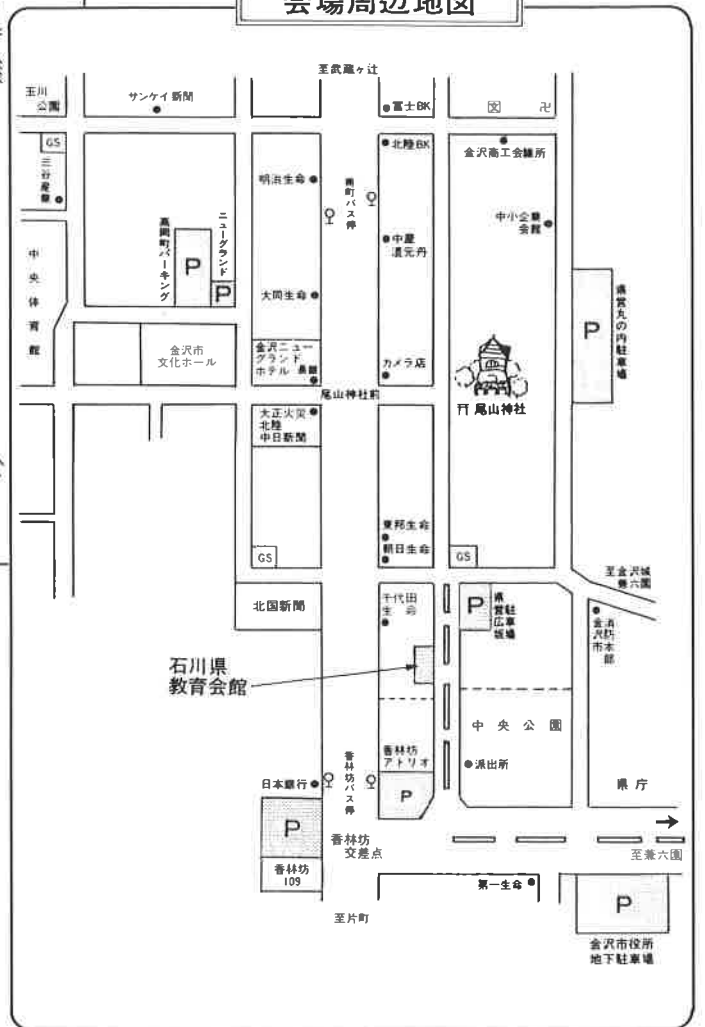 会場周辺地図
至武蔵ヶ辻
玉川
公園
サンケイ新聞
冨士BK
文
卍
GS
三谷産業
明治生命
南町バス停
北陸BK
金沢商工会議所
中小企業
会館
高岡町パーキング
ニューグランド
P
P
中屋
混元丹
中央体育館
大同生命
P
県営丸の内駐車場
金沢市
文化ホール
金沢ニュー
グランド
ホテル
カメラ店
尾山神社前
尾山神社
大正火災
北陸
中日新聞
東邦生命
朝日生命
GS
GS
至金沢城
兼六園
北国新聞
千代田
生命
P
県営広坂
駐車場
金沢市
消防本部
石川県
教育会館
中央公園
香林坊バス停
香林坊
アトリオ
派出所
日本銀行
P
県庁
P
香林坊
交差点
至兼六園
香林坊
109
第一生命
P
至片町
金沢市役所
地下駐車場